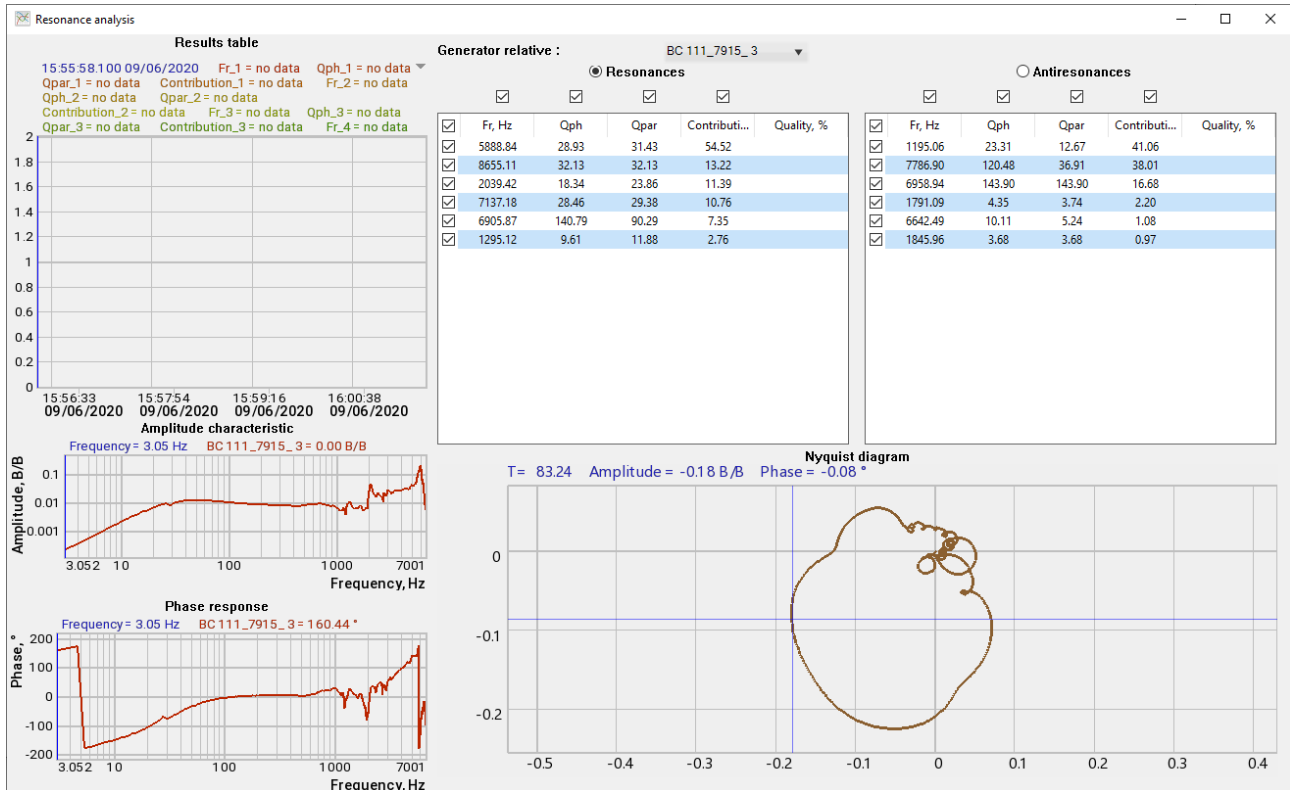 Resonance analysis
Results table
15:55:58.100 09/06/2020 Fr_1 = no data Qph_1 = no data
Qpar_1 = no data Contribution_1 = no data Fr_2 = no data
Qph_2 = no data Qpar_2 = no data
Contribution_2 = no data Fr_3 = no data Qph_3 = no data
Qpar_3 = no data Contribution_3 = no data Fr_4 = no data
2
1.8
1.6
1.4
1.2
1
0.8
0.6
0.4
0.2
0
15:56:33 15:57:54 15:59:16 16:00:38
09/06/2020 09/06/2020 09/06/2020 09/06/2020
Amplitude characteristic
Frequency = 3.05 Hz BC 111_7915_ 3 = 0.00 B/B
Amplitude, B/B
0.1
0.01
0.001
3.052 10 100 1000 7001
Frequency, Hz
Phase response
Frequency = 3.05 Hz BC 111_7915_ 3 = 160.44 °
Phase, °
200
100
0
-100
-200
3.052 10 100 1000 7001
Frequency, Hz
Generator relative : BC 111_7915_ 3
Resonances
Fr, Hz Qph Qpar Contributi... Quality, %
5888.84 28.93 31.43 54.52
8655.11 32.13 32.13 13.22
2039.42 18.34 23.86 11.39
7137.18 28.46 29.38 10.76
6905.87 140.79 90.29 7.35
1295.12 9.61 11.88 2.76
Antiresonances
Fr, Hz Qph Qpar Contributi... Quality, %
1195.06 23.31 12.67 41.06
7786.90 120.48 36.91 38.01
6958.94 143.90 143.90 16.68
1791.09 4.35 3.74 2.20
6642.49 10.11 5.24 1.08
1845.96 3.68 3.68 0.97
Nyquist diagram
T= 83.24 Amplitude = -0.18 B/B Phase = -0.08 °
0
-0.1
-0.2
-0.5 -0.4 -0.3 -0.2 -0.1 0 0.1 0.2 0.3 0.4